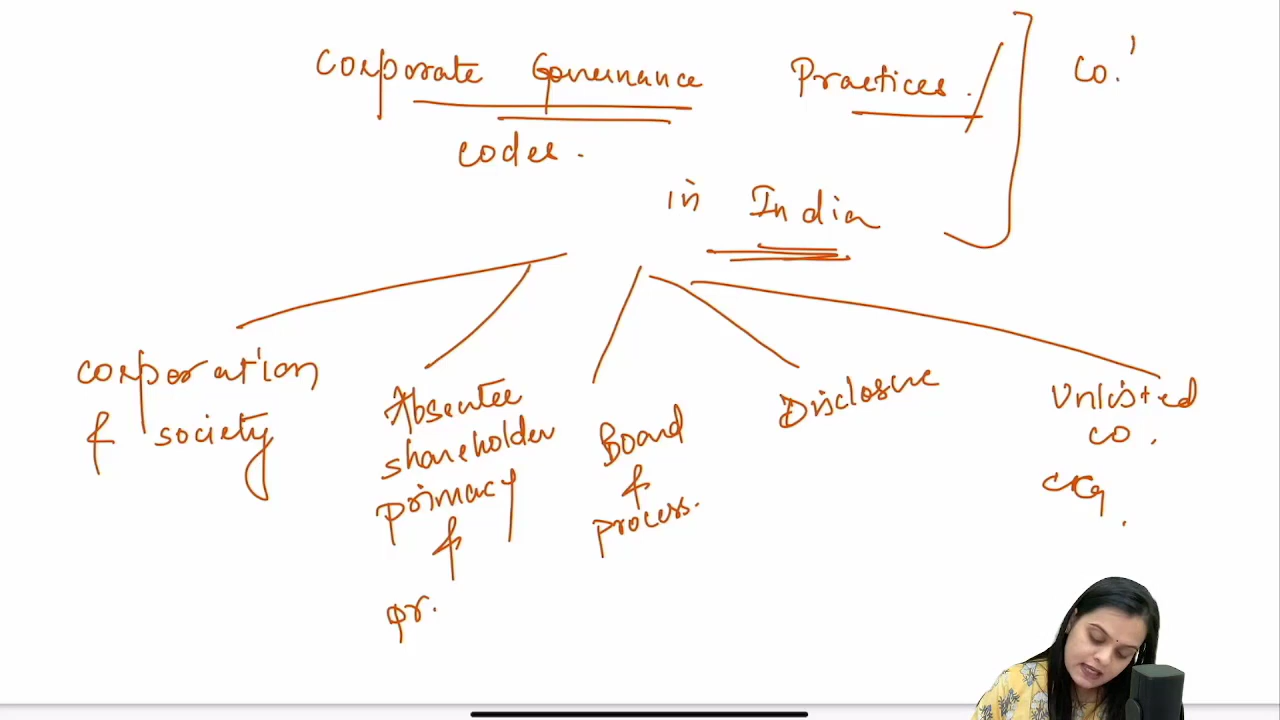 Corporate Governance Practices.
Co.'
codes.
in India
corporation
& society
Absentee
shareholder
primacy
&
pr.
Board
&
process.
Disclosure
Unlisted
co.
CG.